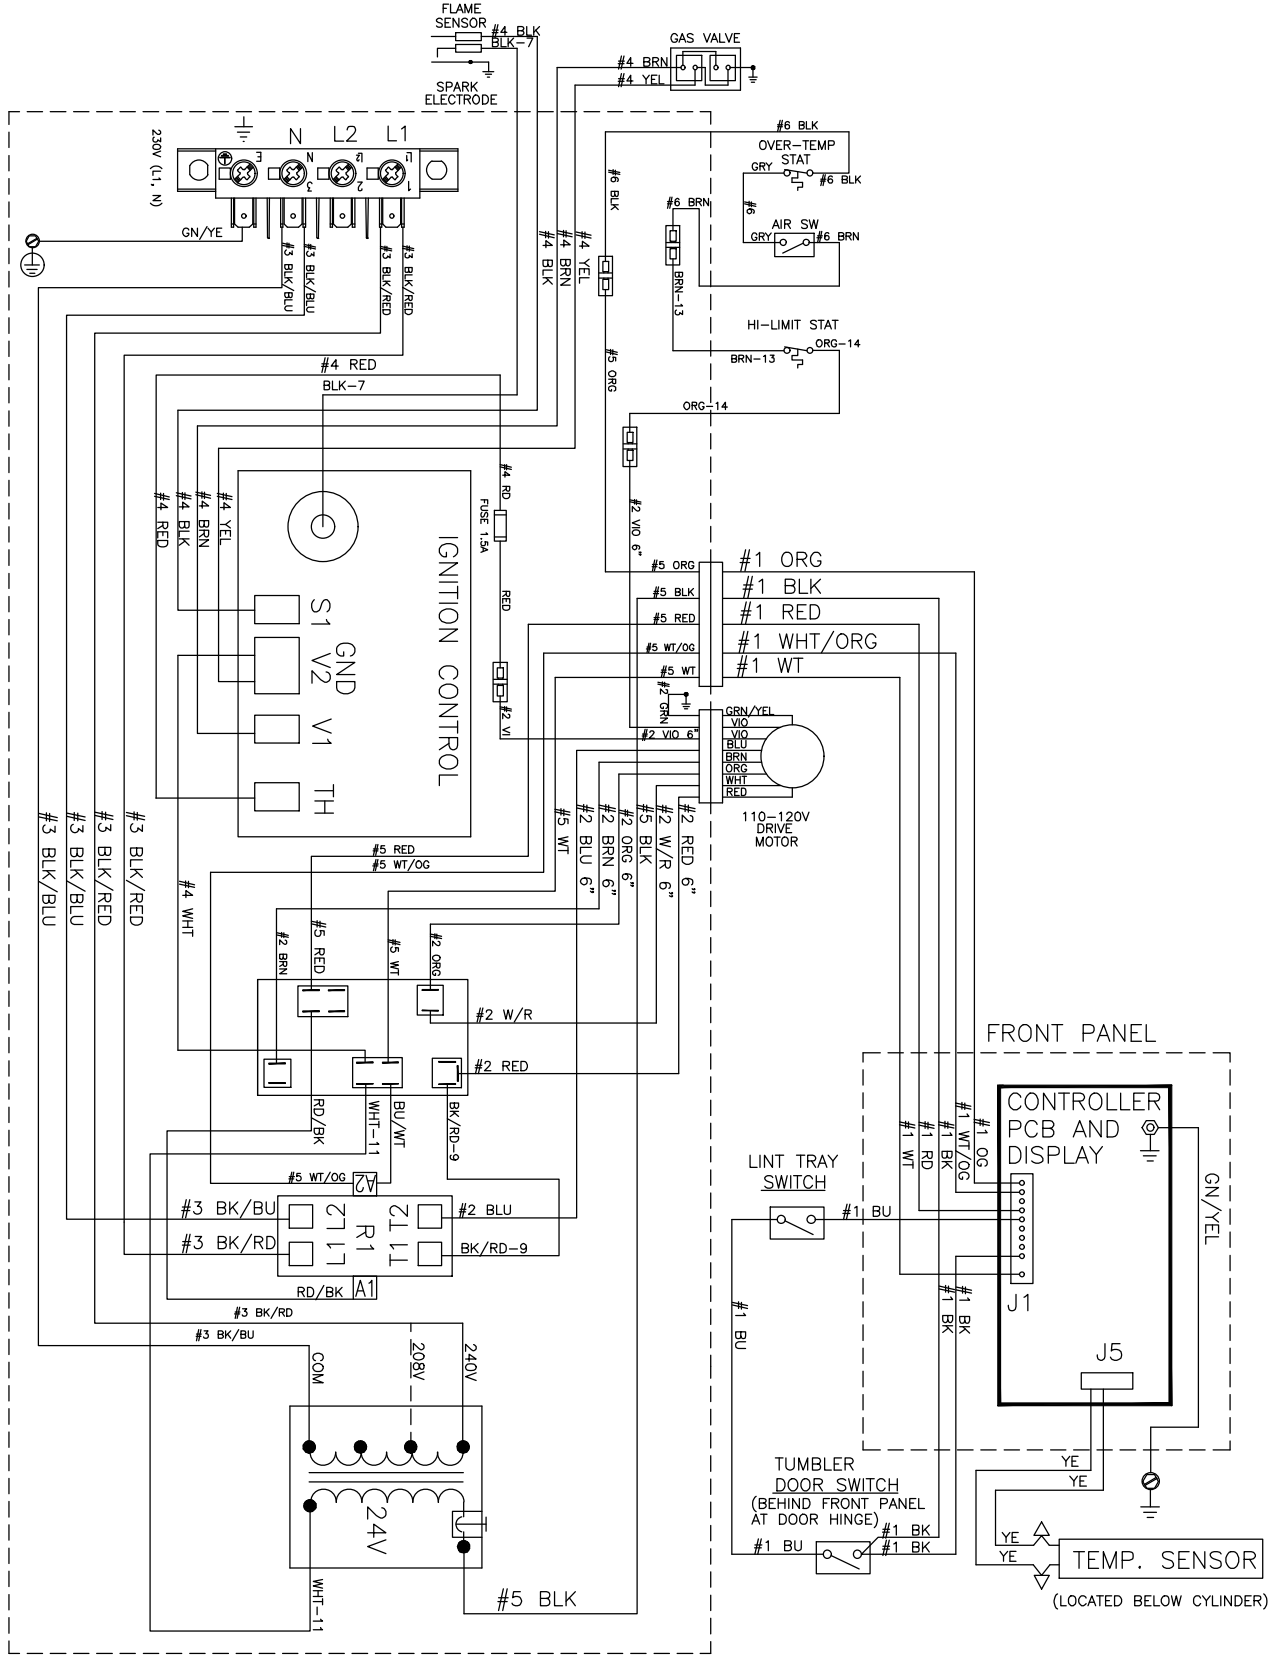 FLAME
SENSOR
#4 BLK
BLK-7
SPARK
ELECTRODE
GAS VALVE
#4 BRN
#4 YEL
230V (L1, N)
N
L2
L1
E
N
L2
L1
3
2
1
GN/YE
#3 BLK/BLU
#3 BLK/BLU
#3 BLK/RED
#3 BLK/RED
#4 BLK
#4 BRN
#4 YEL
#6 BLK
#6 BLK
OVER-TEMP
STAT
GRY
#6 BLK
#6
#6 BRN
AIR SW
GRY
#6 BRN
BRN-13
HI-LIMIT STAT
BRN-13
ORG-14
#5 ORG
ORG-14
#4 RED
BLK-7
#4 RD
FUSE 1.5A
RED
#2 VI
#2 VIO 6"
#4 RED
#4 BLK
#4 BRN
#4 YEL
IGNITION CONTROL
S1
GND
V2
V1
TH
#5 ORG
#5 BLK
#5 RED
#5 WT/OG
#5 WT
#1 ORG
#1 BLK
#1 RED
#1 WHT/ORG
#1 WT
#2 GRN
#2 VIO 6"
GRN/YEL
VIO
VIO
BLU
BRN
ORG
WHT
RED
110-120V
DRIVE
MOTOR
#3 BLK/BLU
#3 BLK/BLU
#3 BLK/RED
#3 BLK/RED
#4 WHT
#5 RED
#5 WT/OG
#5 WT
#2 BLU 6"
#2 BRN 6"
#2 ORG 6"
#5 BLK
#2 W/R 6"
#2 RED 6"
#2 BRN
#5 RED
#5 WT
#2 ORG
#2 W/R
#2 RED
RD/BK
WHT-11
BU/WT
BK/RD-9
#5 WT/OG
A2
#3 BK/BU
#3 BK/RD
L2
L1
R1
T2
T1
#2 BLU
BK/RD-9
RD/BK
A1
#3 BK/RD
#3 BK/BU
COM
208V
240V
24V
WHT-11
#5 BLK
FRONT PANEL
CONTROLLER
PCB AND
DISPLAY
#1 WT
#1 RD
#1 BK
#1 WT/OG
#1 OG
GN/YEL
LINT TRAY
SWITCH
#1 BU
#1 BU
#1 BK
#1 BK
J1
J5
TUMBLER
DOOR SWITCH
(BEHIND FRONT PANEL
AT DOOR HINGE)
#1 BU
#1 BK
#1 BK
YE
YE
YE
YE
TEMP. SENSOR
(LOCATED BELOW CYLINDER)